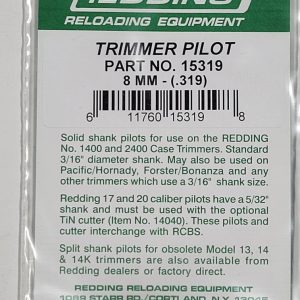 REDDING
RELOADING EQUIPMENT
TRIMMER PILOT
PART NO. 15319
8 MM - (.319)
6 11760 15319 8
Solid shank pilots for use on the REDDING
No. 1400 and 2400 Case Trimmers. Standard
3/16" diameter shank. May also be used on
Pacific/Hornady, Forster/Bonanza and any
other trimmers which use a 3/16" shank size.
Redding 17 and 20 caliber pilots have a 5/32"
shank and must be used with the optional
TiN cutter (Item No. 14040). These pilots and
cutter interchange with RCBS.
Split shank pilots for obsolete Model 13, 14
& 14K trimmers are also available from
Redding dealers or factory direct.
REDDING RELOADING EQUIPMENT
1089 STARR RD./CORTLAND, N.Y. 13045